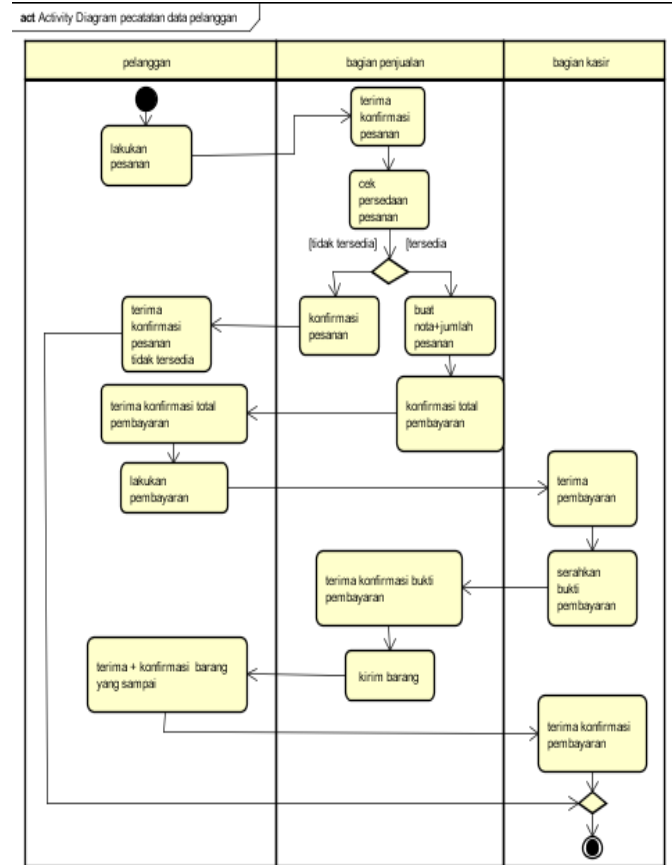 act Activity Diagram pecatatan data pelanggan
pelanggan
bagian penjualan
bagian kasir
lakukan
pesanan
terima
konfirmasi
pesanan
cek
persedaan
pesanan
[tidak tersedia]
[tersedia
konfirmasi
pesanan
buat
nota+jumlah
pesanan
terima
konfirmasi
pesanan
tidak tersedia
konfirmasi total
pembayaran
terima konfirmasi total
pembayaran
lakukan
pembayaran
terima
pembayaran
serahkan
bukti
pembayaran
terima konfirmasi bukti
pembayaran
kirim barang
terima + konfirmasi barang
yang sampai
terima konfirmasi
pembayaran